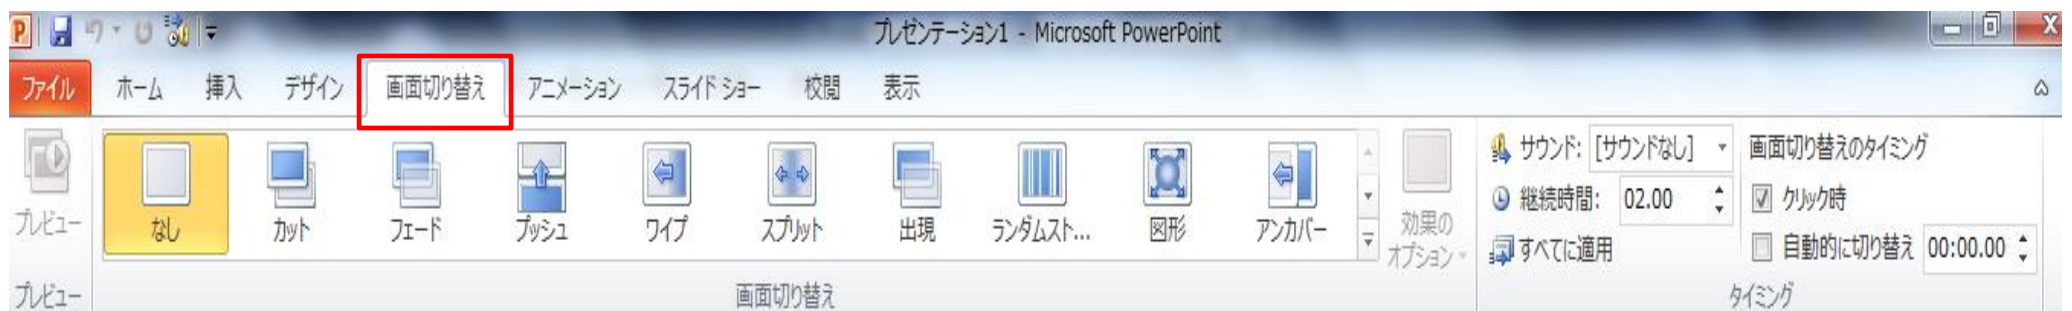 プレゼンテーション1 - Microsoft PowerPoint
ファイル ホーム 挿入 デザイン 画面切り替え アニメーション スライド ショー 校閲 表示
プレビュー
なし カット フェード プッシュ ワイプ スプリット 出現 ランダムスト... 図形 アンカバー
効果の
オプション
サウンド: [サウンドなし]
継続時間: 02.00
すべてに適用
画面切り替えのタイミング
クリック時
自動的に切り替え 00:00.00
プレビュー 画面切り替え タイミング